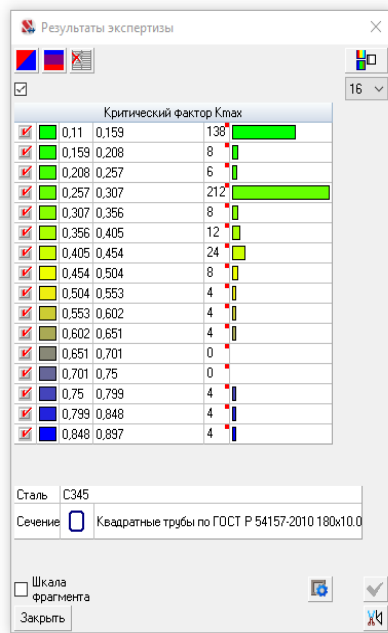 Результаты экспертизы
16
Критический фактор Kmax
0,11 0,159 138
0,159 0,208 8
0,208 0,257 6
0,257 0,307 212
0,307 0,356 8
0,356 0,405 12
0,405 0,454 24
0,454 0,504 8
0,504 0,553 4
0,553 0,602 4
0,602 0,651 4
0,651 0,701 0
0,701 0,75 0
0,75 0,799 4
0,799 0,848 4
0,848 0,897 4
Сталь C345
Сечение Квадратные трубы по ГОСТ Р 54157-2010 180x10.0
Шкала
фрагмента
Закрыть